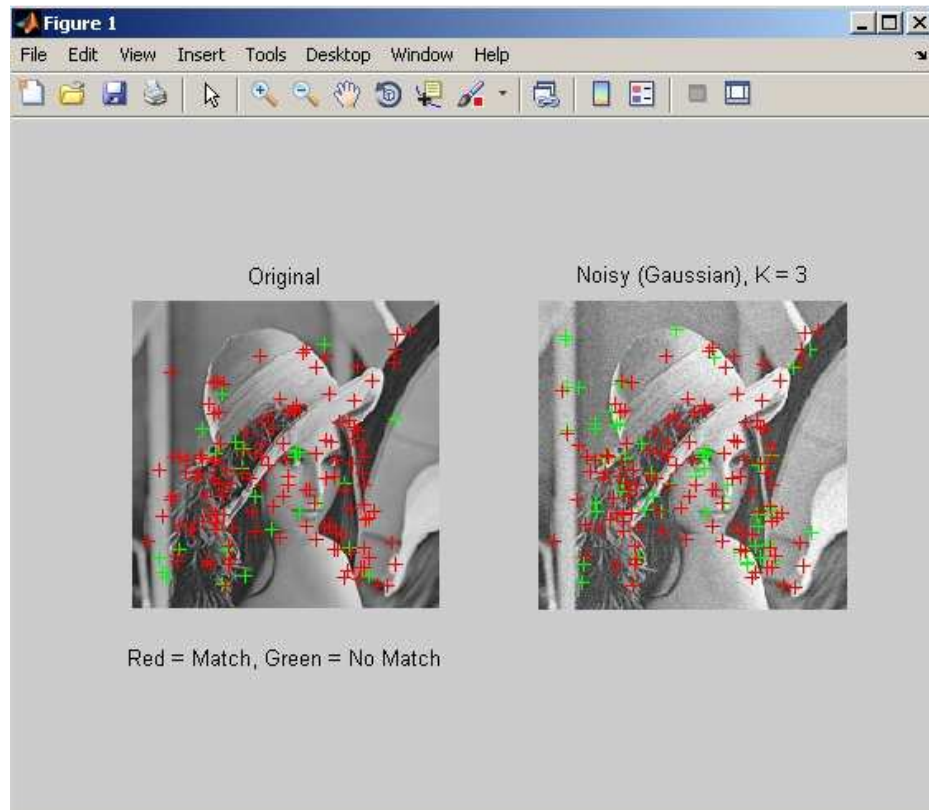 Figure 1
File Edit View Insert Tools Desktop Window Help
Original
Noisy (Gaussian), K = 3
Red = Match, Green = No Match